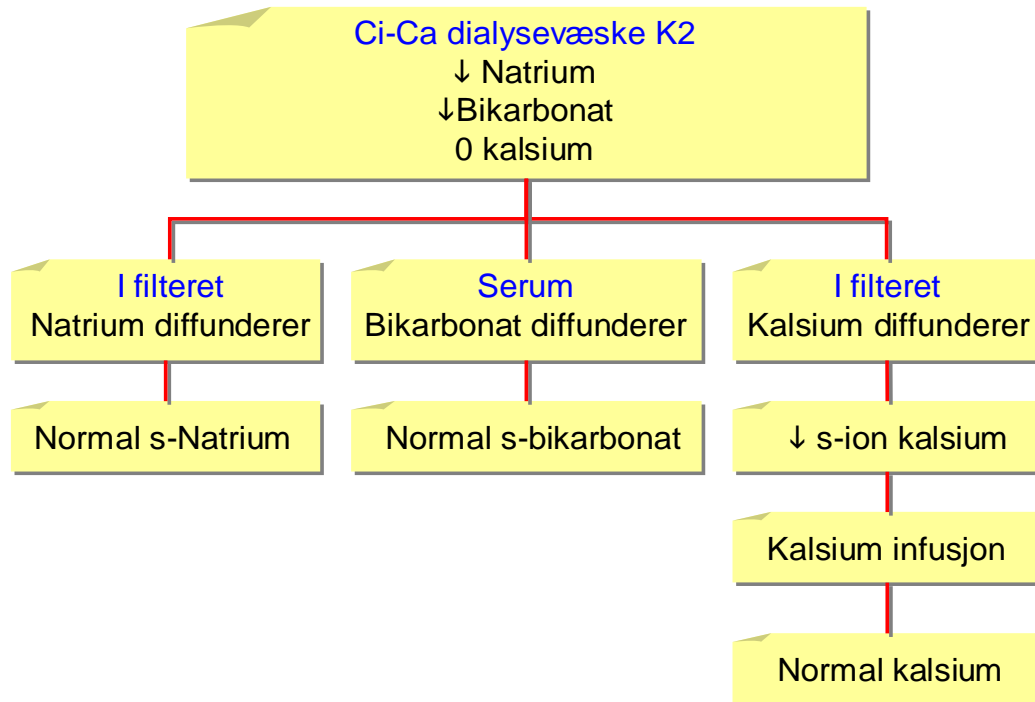 Ci-Ca dialysevæske K2
↓ Natrium
↓Bikarbonat
0 kalsium
I filteret
Natrium diffunderer
Normal s-Natrium
Serum
Bikarbonat diffunderer
Normal s-bikarbonat
I filteret
Kalsium diffunderer
↓ s-ion kalsium
Kalsium infusjon
Normal kalsium